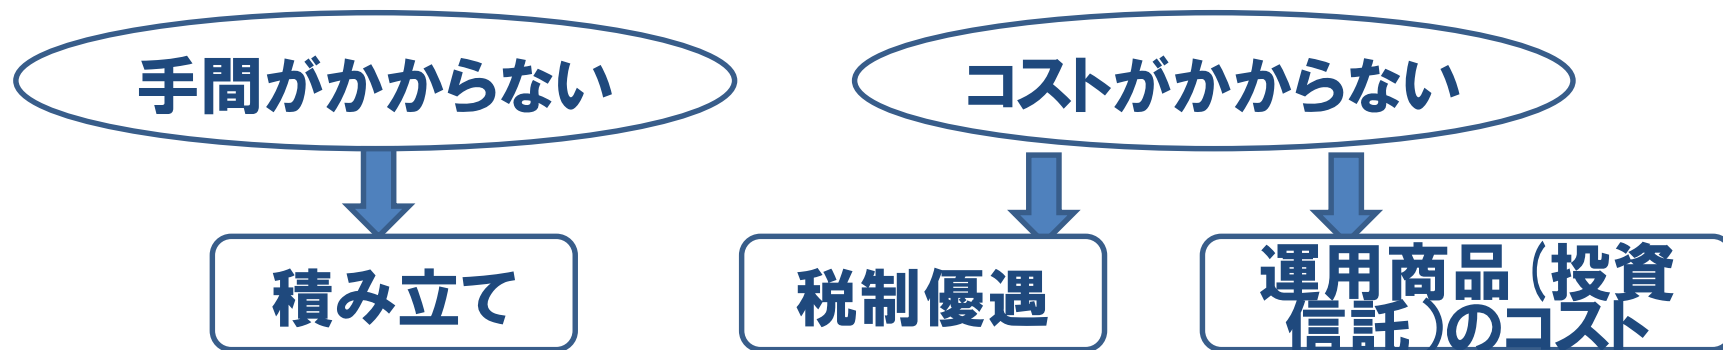 手間がかからない
コストがかからない
積み立て
税制優遇
運用商品（投資
信託）のコスト